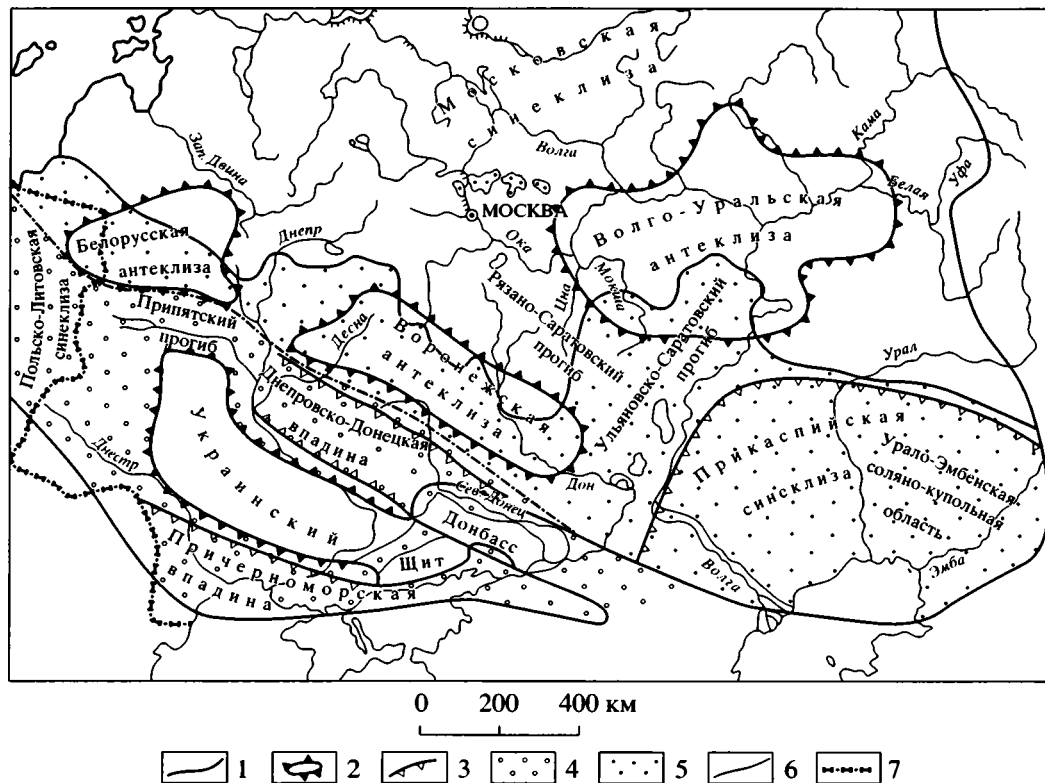 Московская
синеклиза
Кама
Волга
Уфа
Белая
Зап. Двина
МОСКВА
Волго-Уральская
антеклиза
Белорусская
антеклиза
Днепр
Ока
Мокша
Цна
Рязано-Саратовский
прогиб
Польско-Литовская
синеклиза
Припятский
прогиб
Десна
Воронежская
антеклиза
Ульяновско-Саратовский
прогиб
Урал
Днепровско-Донецкая
впадина
Прикаспийская
синсклиза
Урало-Эмбенская
соляно-купольная
область
Украинский
Щит
Днестр
Сев. Донец
Дон
Донбасс
Причерноморская
впадина
Волга
Эмба
0 200 400 км
1 2 3 4 5 6 7